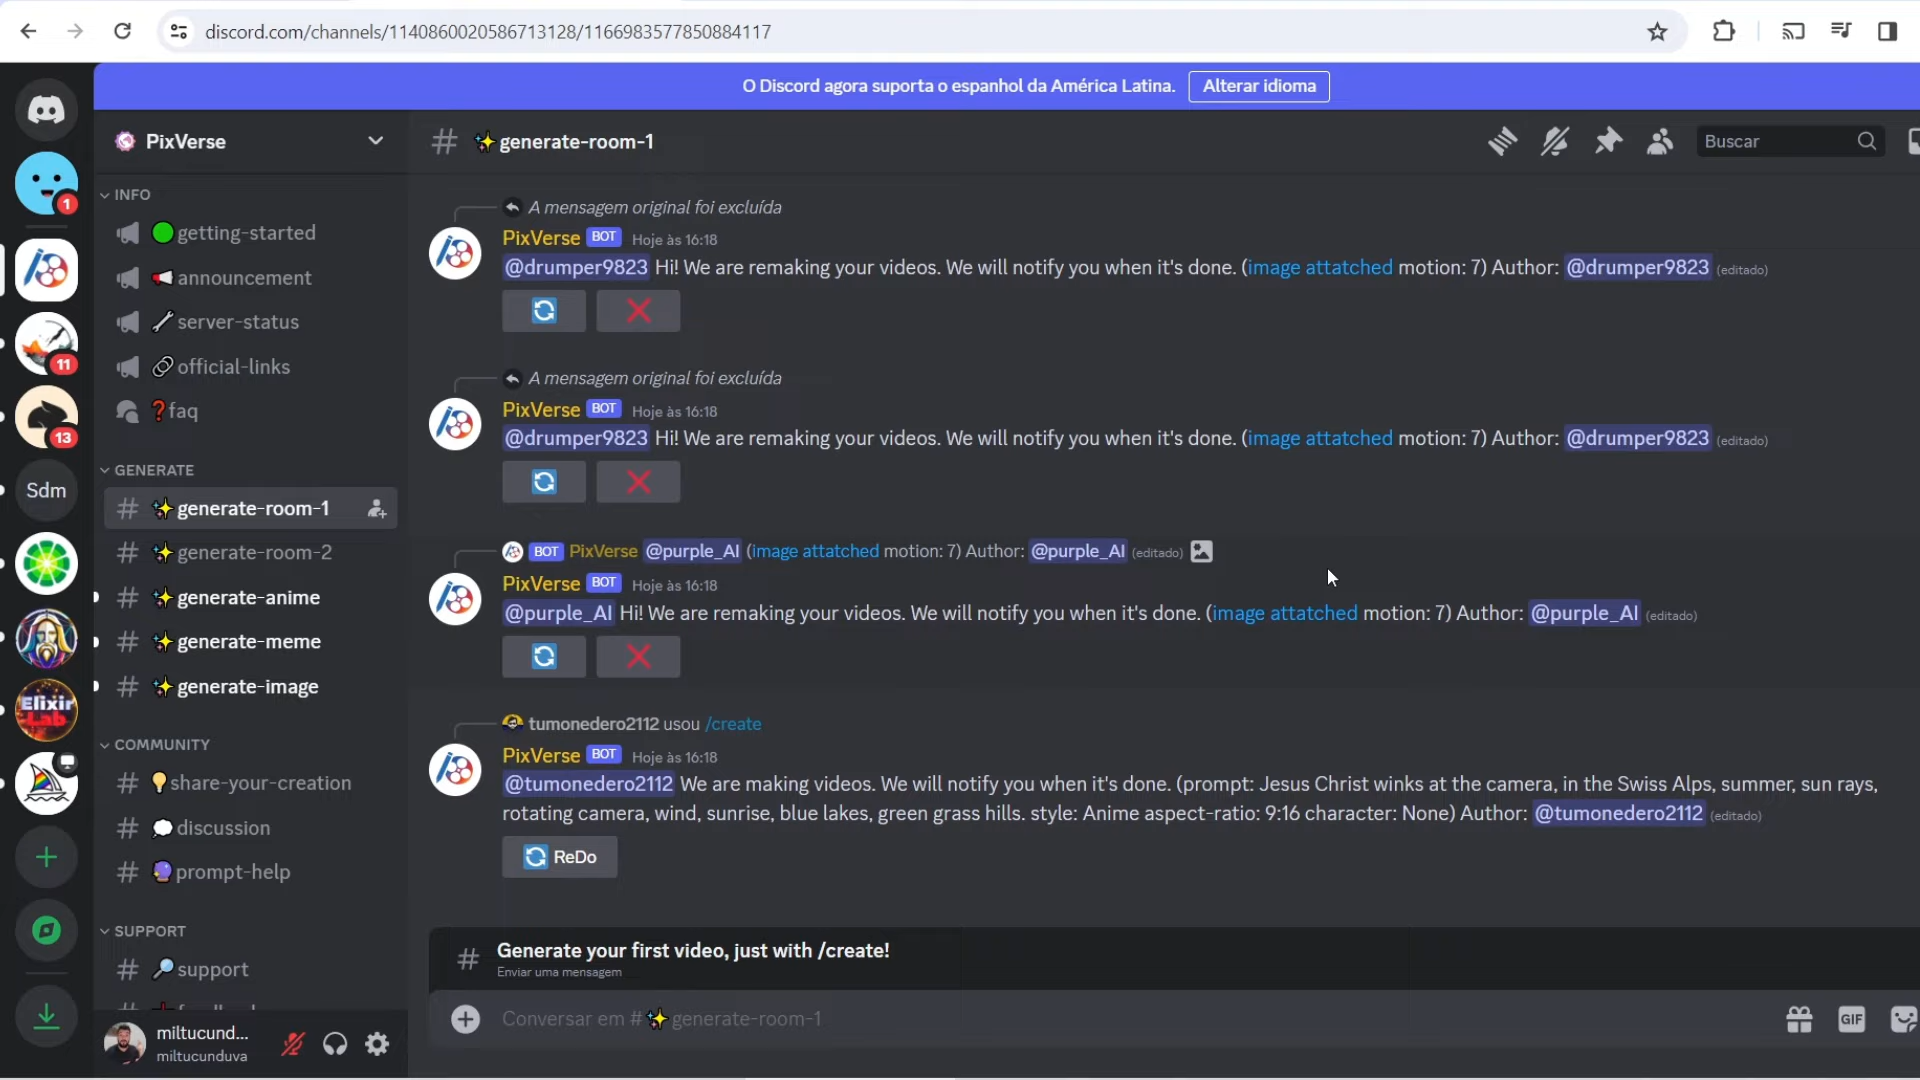 discord.com/channels/1140860020586713128/1166983577850884117
O Discord agora suporta o espanhol da América Latina. Alterar idioma
PixVerse
# ✨generate-room-1
Buscar
INFO
getting-started
announcement
server-status
official-links
faq
GENERATE
# ✨generate-room-1
# ✨generate-room-2
# ✨generate-anime
# ✨generate-meme
# ✨generate-image
COMMUNITY
# share-your-creation
# discussion
# prompt-help
SUPPORT
# support
1
11
13
Sdm
Elixir
Lab
miltucund...
miltucunduva
A mensagem original foi excluída
PixVerse BOT Hoje às 16:18
@drumper9823 Hi! We are remaking your videos. We will notify you when it's done. (image attatched motion: 7) Author: @drumper9823 (editado)
A mensagem original foi excluída
PixVerse BOT Hoje às 16:18
@drumper9823 Hi! We are remaking your videos. We will notify you when it's done. (image attatched motion: 7) Author: @drumper9823 (editado)
BOT PixVerse @purple_AI (image attatched motion: 7) Author: @purple_AI (editado)
PixVerse BOT Hoje às 16:18
@purple_AI Hi! We are remaking your videos. We will notify you when it's done. (image attatched motion: 7) Author: @purple_AI (editado)
tumonedero2112 usou /create
PixVerse BOT Hoje às 16:18
@tumonedero2112 We are making videos. We will notify you when it's done. (prompt: Jesus Christ winks at the camera, in the Swiss Alps, summer, sun rays,
rotating camera, wind, sunrise, blue lakes, green grass hills. style: Anime aspect-ratio: 9:16 character: None) Author: @tumonedero2112 (editado)
ReDo
# Generate your first video, just with /create!
Enviar uma mensagem
Conversar em #✨generate-room-1
GIF